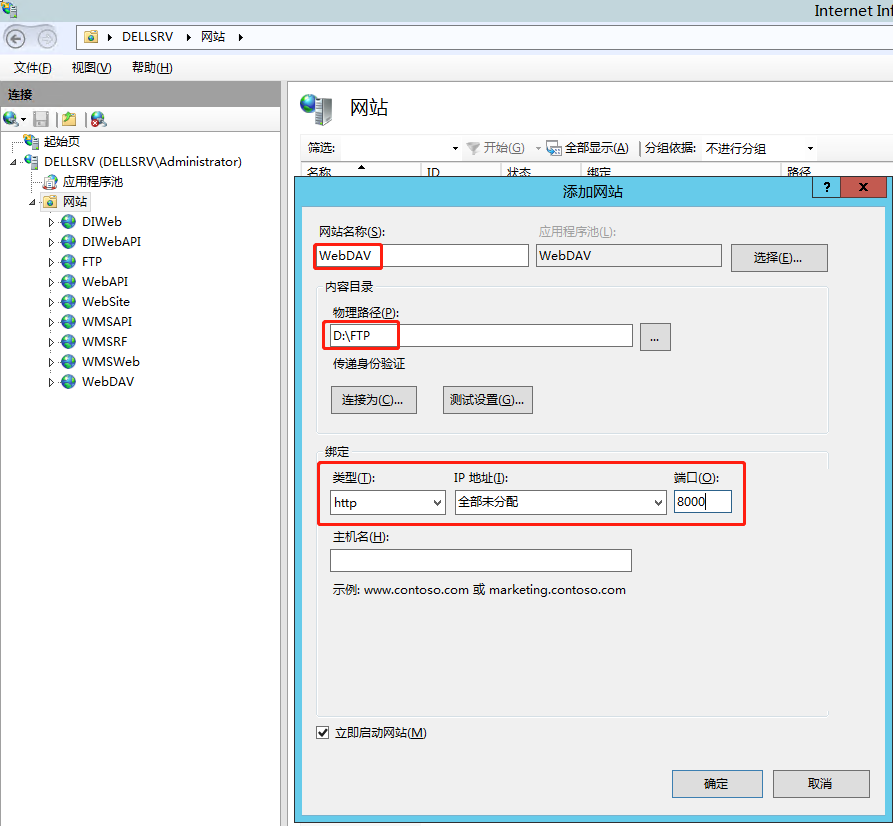 Internet Inf
DELLSRV 网站
文件(F) 视图(V) 帮助(H)
连接
起始页
DELLSRV (DELLSRV\Administrator)
应用程序池
网站
DIWeb
DIWebAPI
FTP
WebAPI
WebSite
WMSAPI
WMSRF
WMSWeb
WebDAV
网站
筛选: 开始(G) 全部显示(A) 分组依据: 不进行分组
名称 ID 状态 绑定 路径
添加网站 ?
网站名称(S): 应用程序池(L):
WebDAV WebDAV 选择(E)...
内容目录
物理路径(P):
D:\FTP ...
传递身份验证
连接为(C)... 测试设置(G)...
绑定
类型(T): IP 地址(I): 端口(O):
http 全部未分配 8000
主机名(H):
示例: www.contoso.com 或 marketing.contoso.com
立即启动网站(M)
确定 取消